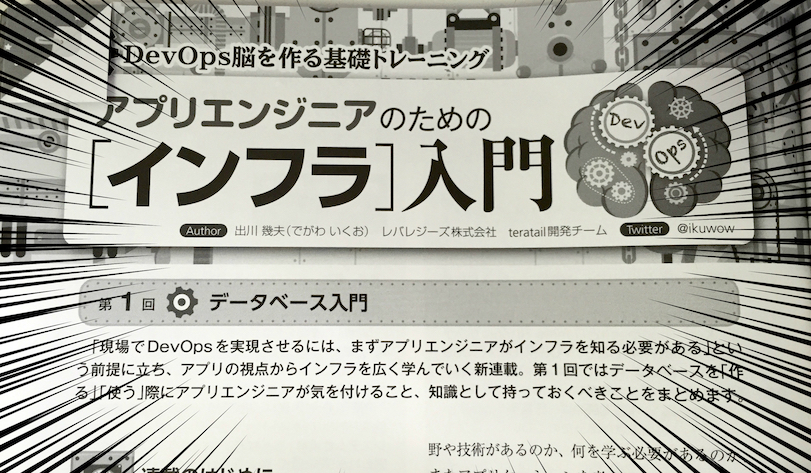 DevOps脳を作る基礎トレーニング
アプリエンジニアのための
[インフラ]入門
Dev
Ops
Author 出川 幾夫(でがわ いくお) レバレジーズ株式会社 teratail開発チーム Twitter @ikuwow
第1回 データベース入門
「現場でDevOpsを実現させるには、まずアプリエンジニアがインフラを知る必要がある」とい
う前提に立ち、アプリの視点からインフラを広く学んでいく新連載。第1回ではデータベースを「作
る」「使う」際にアプリエンジニアが気を付けること、知識として持っておくべきことをまとめます。
連載のはじめに
野や技術があるのか、何を学ぶ必要があるのか